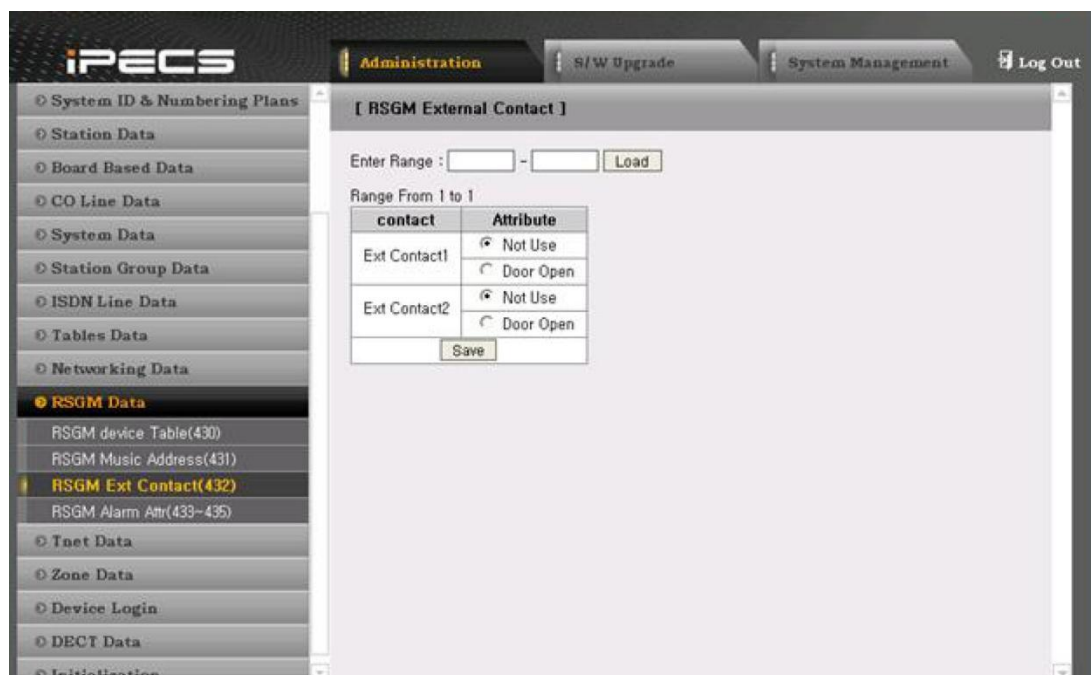 iPECS
Administration
S/W Upgrade
System Management
Log Out
System ID & Numbering Plans
Station Data
Board Based Data
CO Line Data
System Data
Station Group Data
ISDN Line Data
Tables Data
Networking Data
RSGM Data
RSGM device Table(430)
RSGM Music Address(431)
RSGM Ext Contact(432)
RSGM Alarm Attr(433~435)
Tnet Data
Zone Data
Device Login
DECT Data
Initialization
[ RSGM External Contact ]
Enter Range : - Load
Range From 1 to 1
contact Attribute
Ext Contact1 Not Use
Door Open
Ext Contact2 Not Use
Door Open
Save